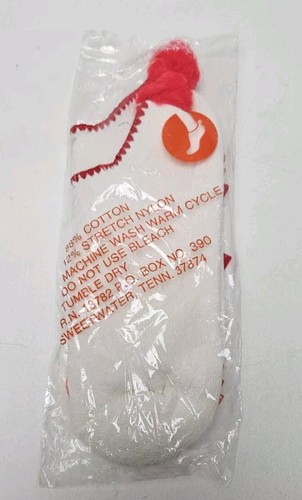 88% COTTON
12% STRETCH NYLON
MACHINE WASH WARM CYCLE
DO NOT USE BLEACH
TUMBLE DRY
R.N. 13782 P.O. BOX NO. 390
SWEETWATER, TENN. 37874